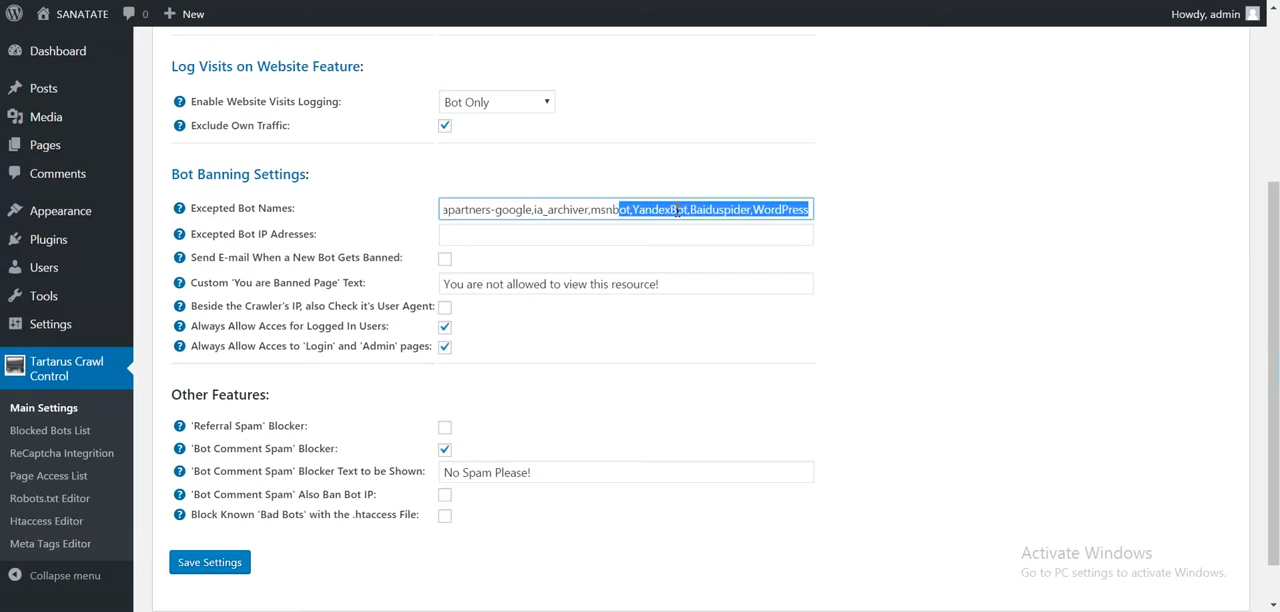 SANATATE 0 New Howdy, admin
Dashboard
Posts
Media
Pages
Comments
Appearance
Plugins
Users
Tools
Settings
Tartarus Crawl
Control
Main Settings
Blocked Bots List
ReCaptcha Integrition
Page Access List
Robots.txt Editor
Htaccess Editor
Meta Tags Editor
Collapse menu
Log Visits on Website Feature:
? Enable Website Visits Logging: Bot Only
? Exclude Own Traffic:
Bot Banning Settings:
? Excepted Bot Names: apartners-google,ia_archiver,msnbot,YandexBot,Baiduspider,WordPress
? Excepted Bot IP Adresses:
? Send E-mail When a New Bot Gets Banned:
? Custom 'You are Banned Page' Text: You are not allowed to view this resource!
? Beside the Crawler's IP, also Check it's User Agent:
? Always Allow Acces for Logged In Users:
? Always Allow Acces to 'Login' and 'Admin' pages:
Other Features:
? 'Referral Spam' Blocker:
? 'Bot Comment Spam' Blocker:
? 'Bot Comment Spam' Blocker Text to be Shown: No Spam Please!
? 'Bot Comment Spam' Also Ban Bot IP:
? Block Known 'Bad Bots' with the .htaccess File:
Save Settings
Activate Windows
Go to PC settings to activate Windows.